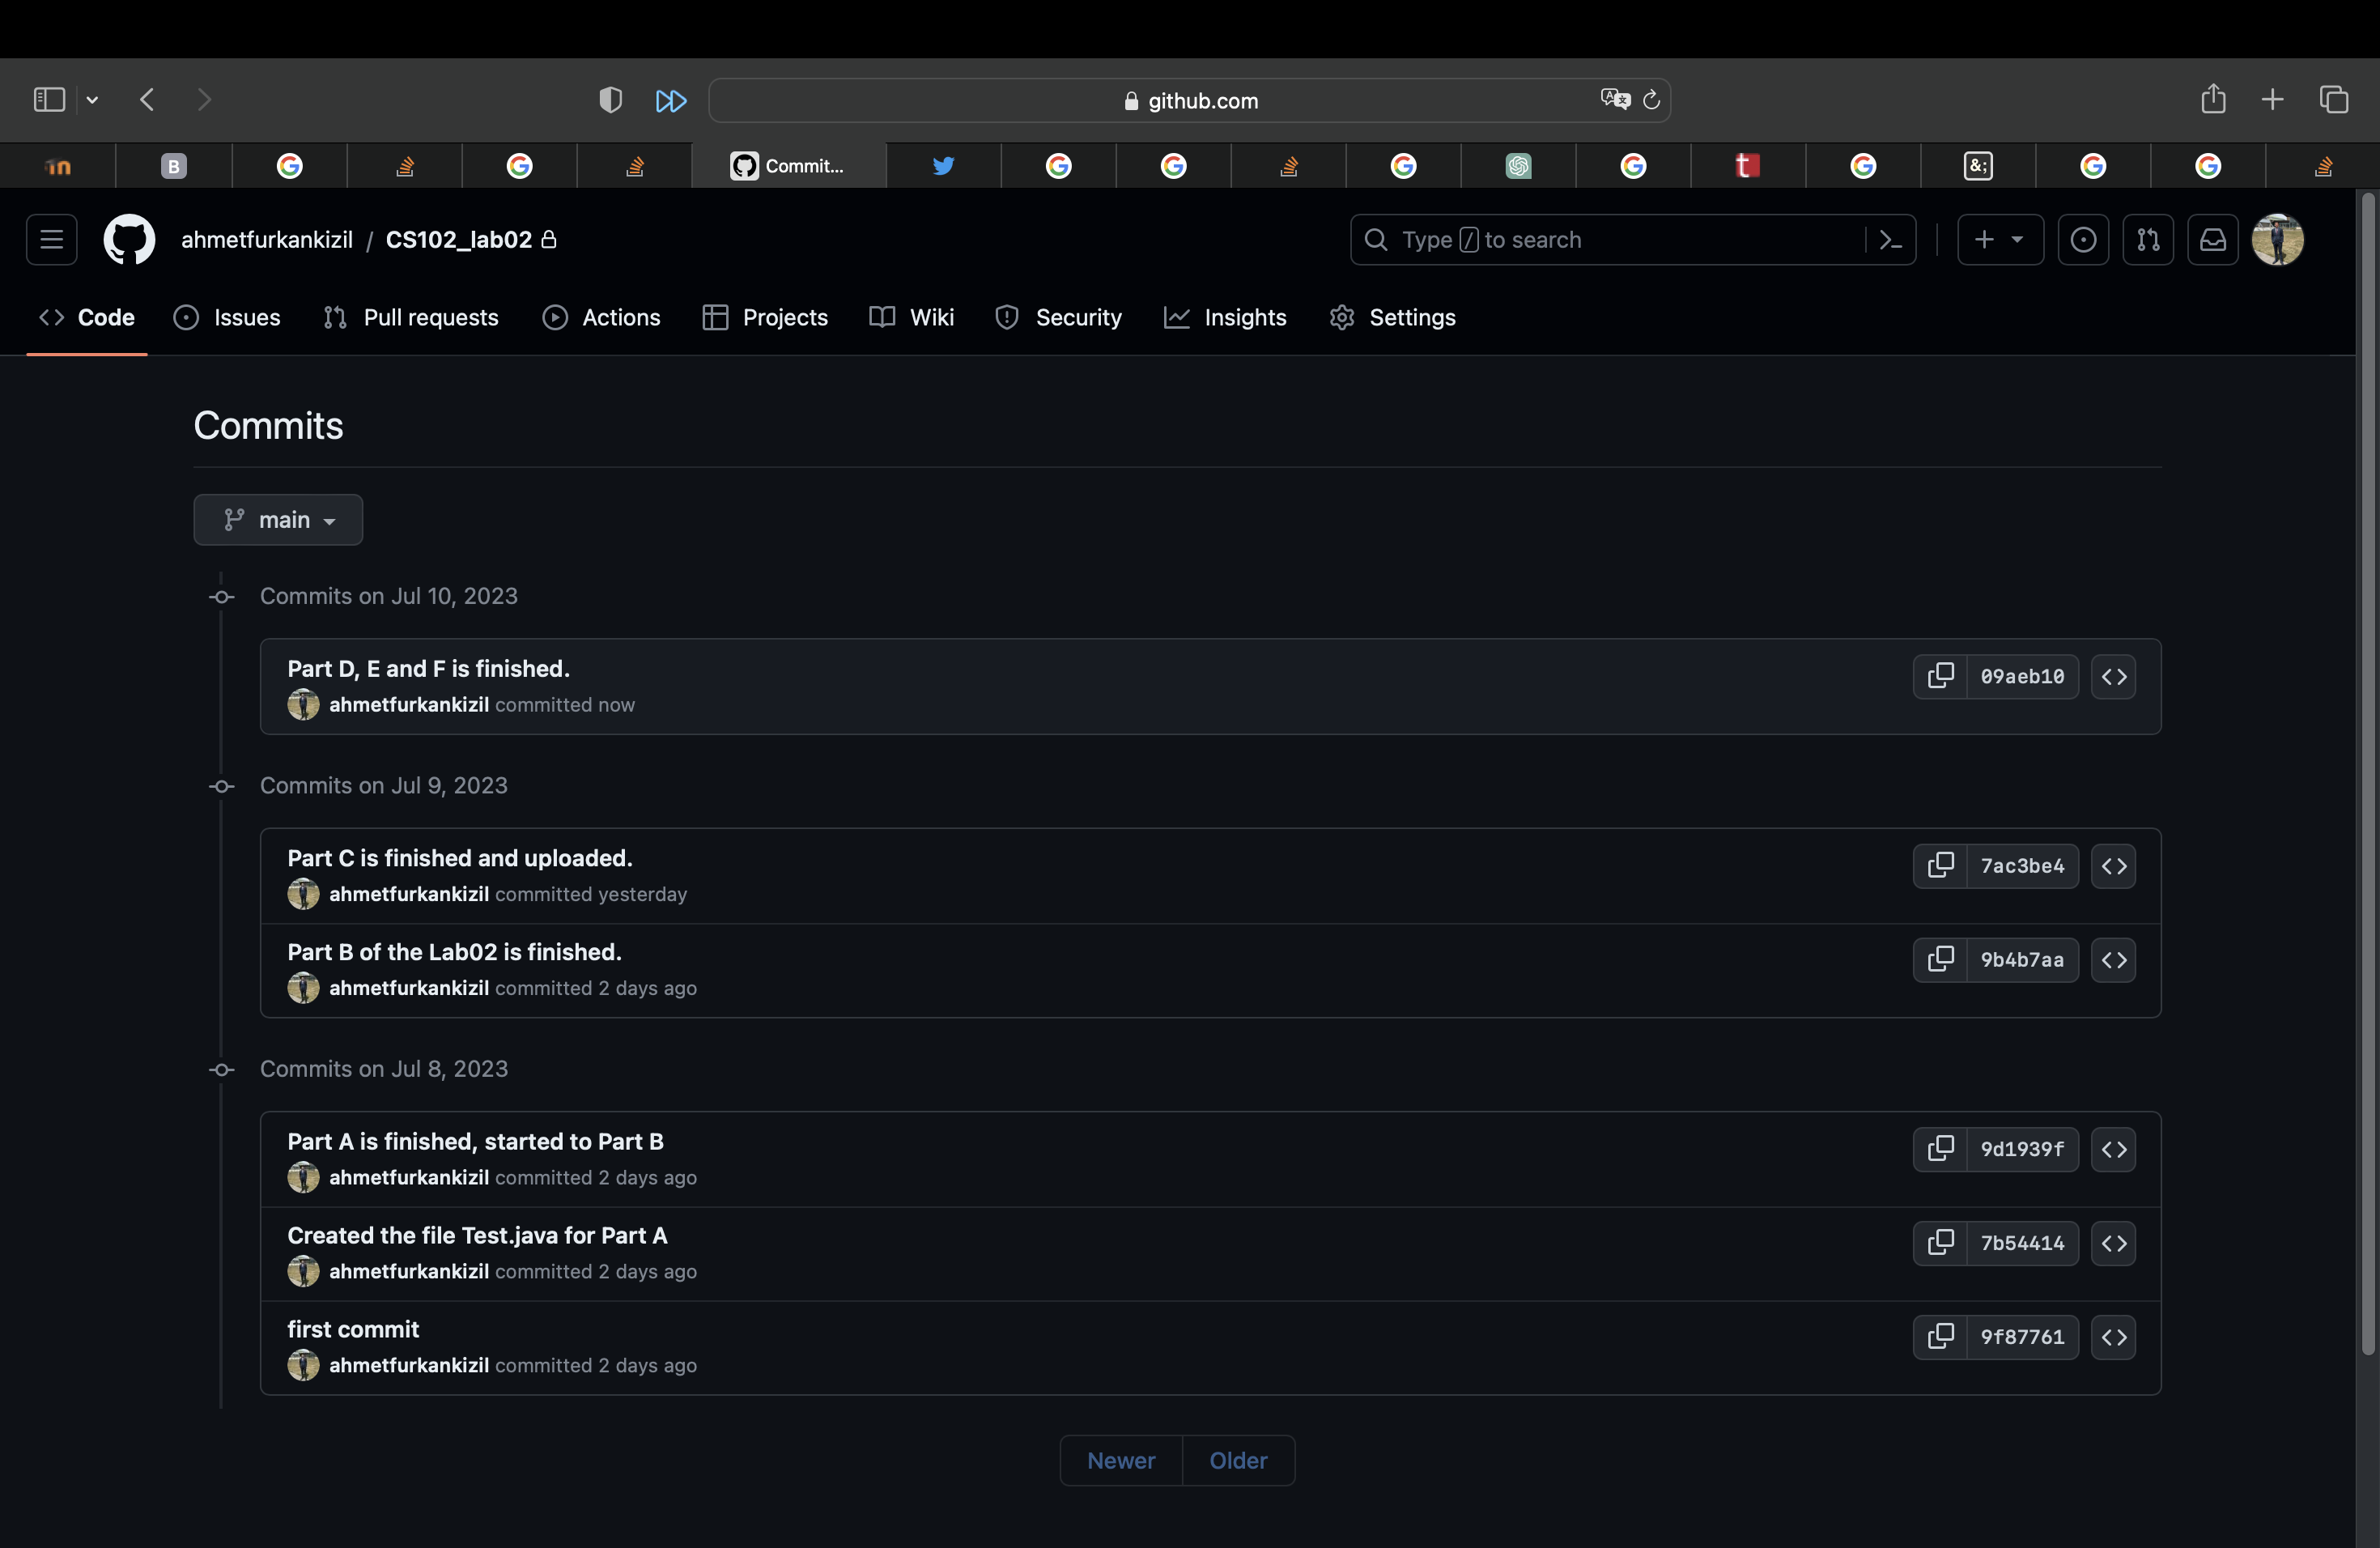 github.com
B
Commit...
t
&;
ahmetfurkankizil / CS102_lab02
Type / to search
Code
Issues
Pull requests
Actions
Projects
Wiki
Security
Insights
Settings
Commits
main
Commits on Jul 10, 2023
Part D, E and F is finished.
ahmetfurkankizil committed now
09aeb10
Commits on Jul 9, 2023
Part C is finished and uploaded.
ahmetfurkankizil committed yesterday
7ac3be4
Part B of the Lab02 is finished.
ahmetfurkankizil committed 2 days ago
9b4b7aa
Commits on Jul 8, 2023
Part A is finished, started to Part B
ahmetfurkankizil committed 2 days ago
9d1939f
Created the file Test.java for Part A
ahmetfurkankizil committed 2 days ago
7b54414
first commit
ahmetfurkankizil committed 2 days ago
9f87761
Newer
Older